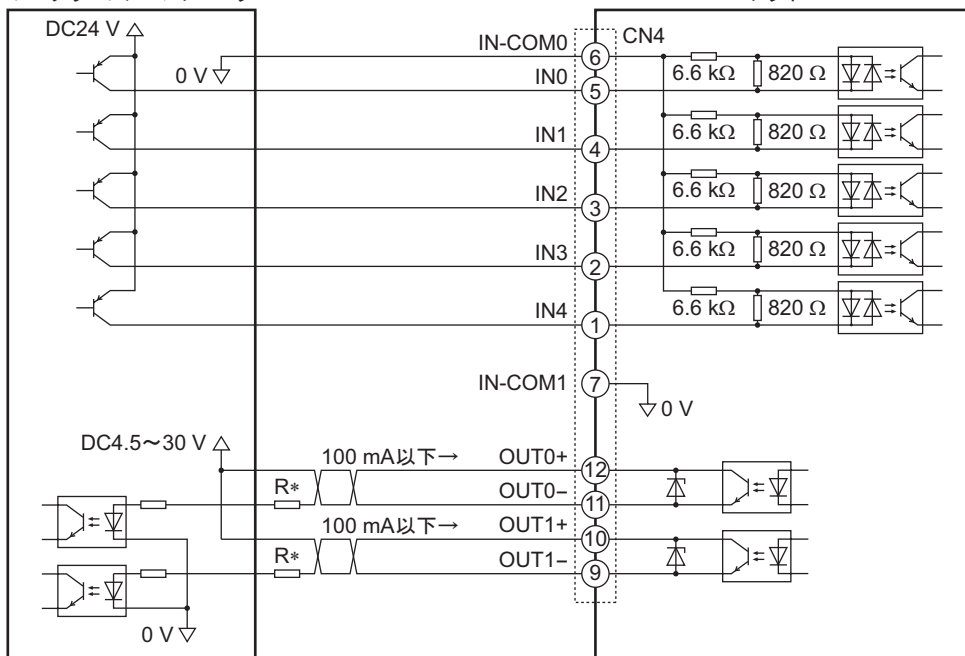 DC24 V
IN-COM0
6
CN4
0 V
6.6 kΩ
820 Ω
IN0
5
6.6 kΩ
820 Ω
IN1
4
6.6 kΩ
820 Ω
IN2
3
6.6 kΩ
820 Ω
IN3
2
6.6 kΩ
820 Ω
IN4
1
IN-COM1
7
0 V
DC4.5～30 V
100 mA以下→
OUT0+
12
R*
OUT0−
11
100 mA以下→
OUT1+
10
R*
OUT1−
9
0 V